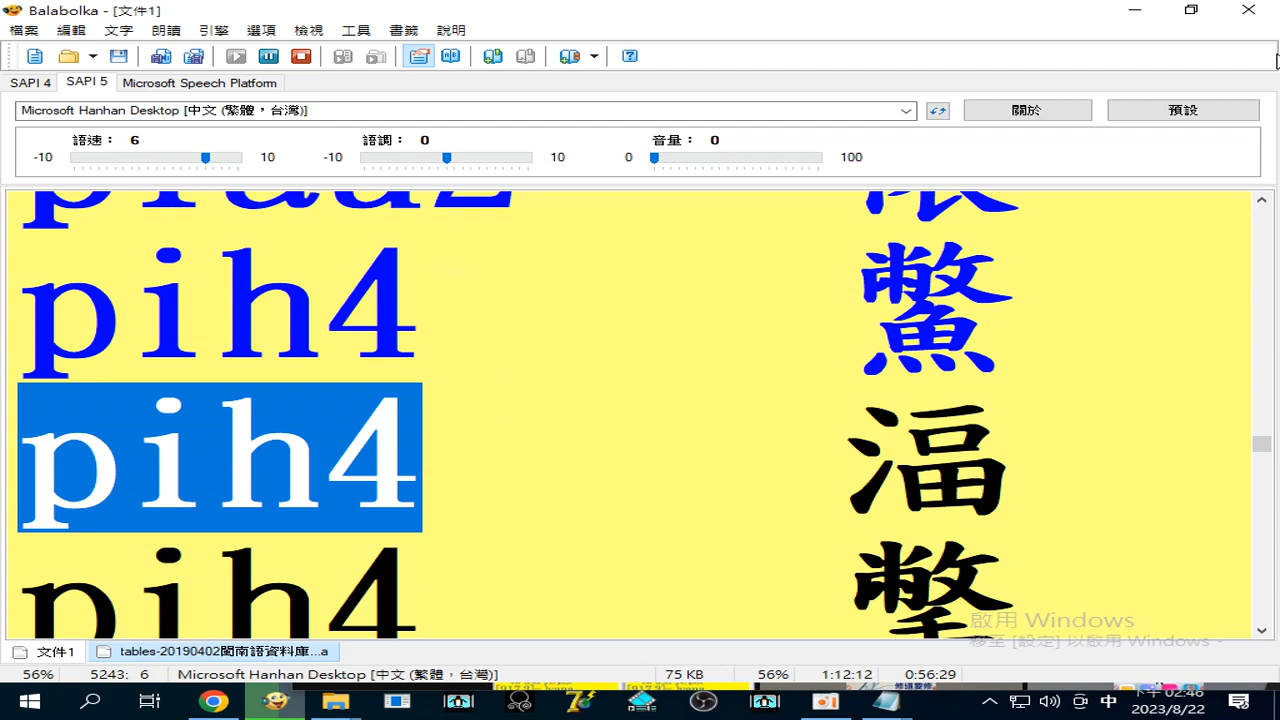 Balabolka - [文件1]
檔案 編輯 文字 朗讀 引擎 選項 檢視 工具 書籤 說明
SAPI 4 SAPI 5 Microsoft Speech Platform
Microsoft Hanhan Desktop [中文 (繁體，台灣)] 關於 預設
語速： 6 語調： 0 音量： 0
-10 10 -10 10 0 100
pih4 鱉
pih4 湢
pih4
啟用 Windows
移至 [設定] 以啟用 Windows。
文件1 tables-20190402閩南語資料庫...a
56% 5243: 6 Microsoft Hanhan Desktop [中文 (繁體，台灣)] 75 KB 56% 1:12:12 0:56:29
中 下午 02:46
2023/8/22